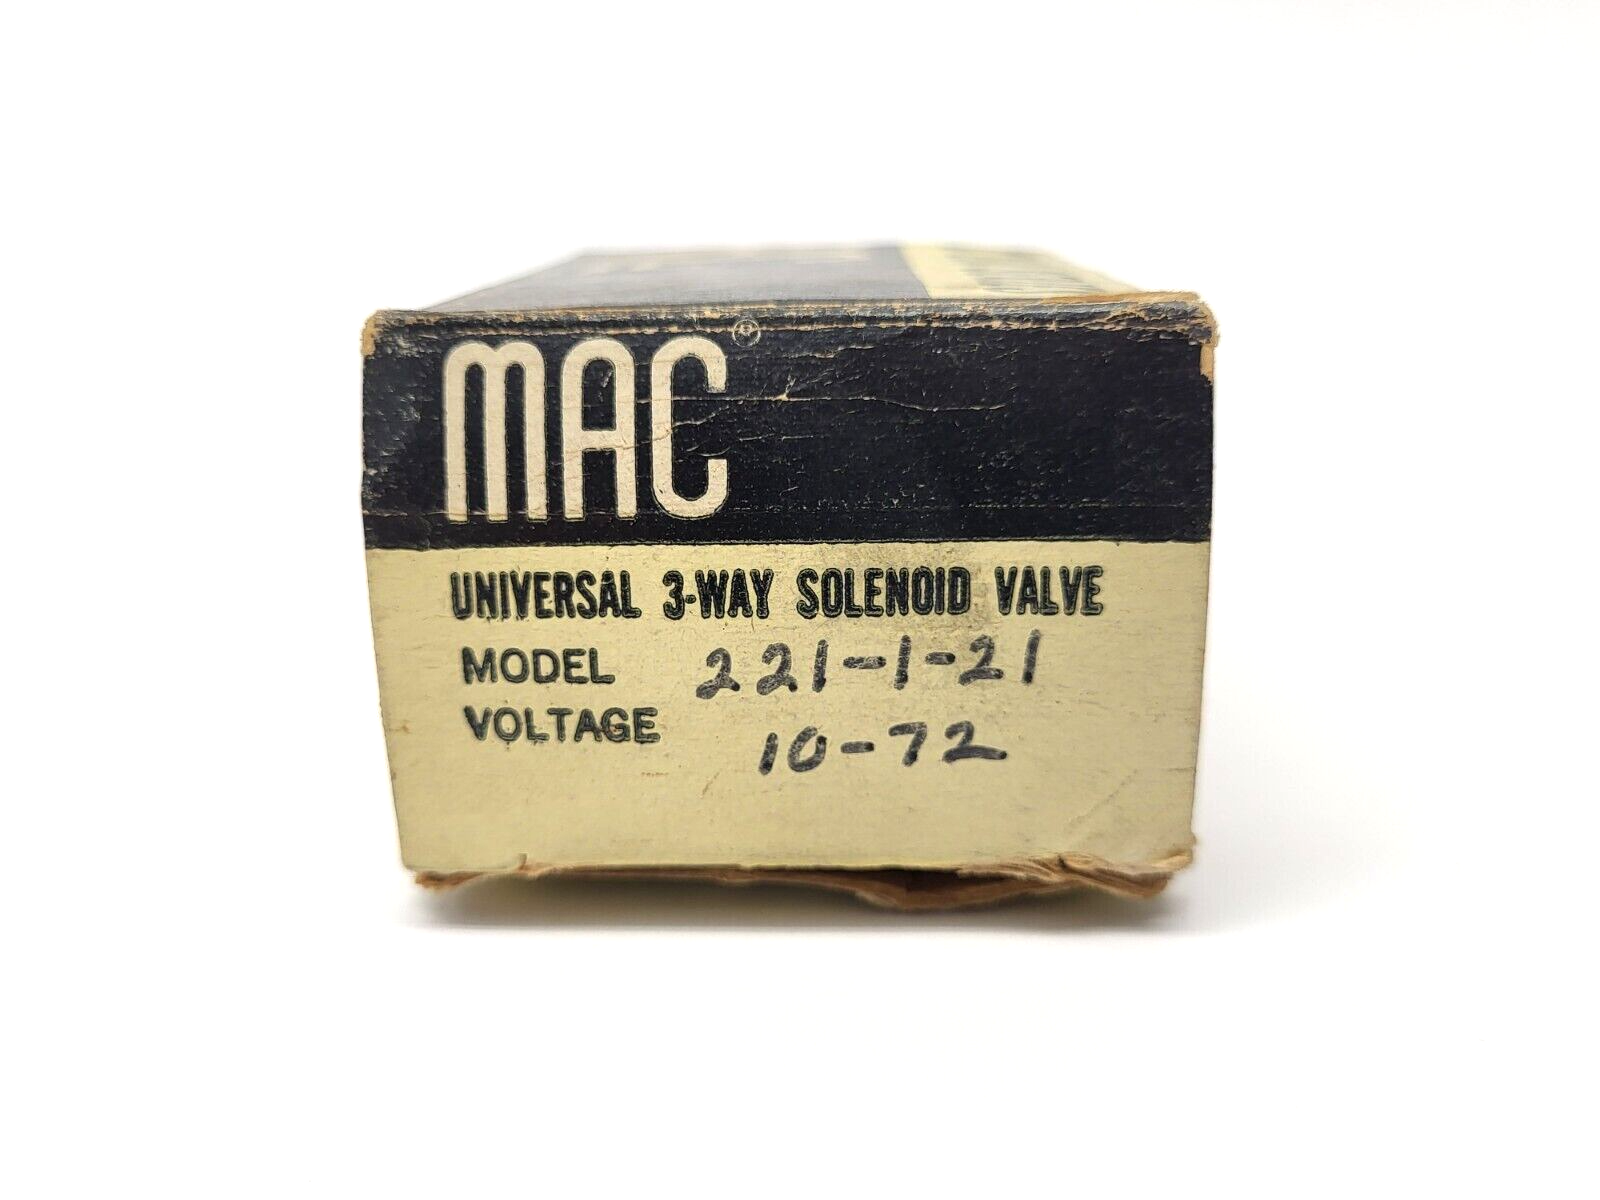 MAC®
UNIVERSAL 3-WAY SOLENOID VALVE
MODEL 221-1-21
VOLTAGE 10-72